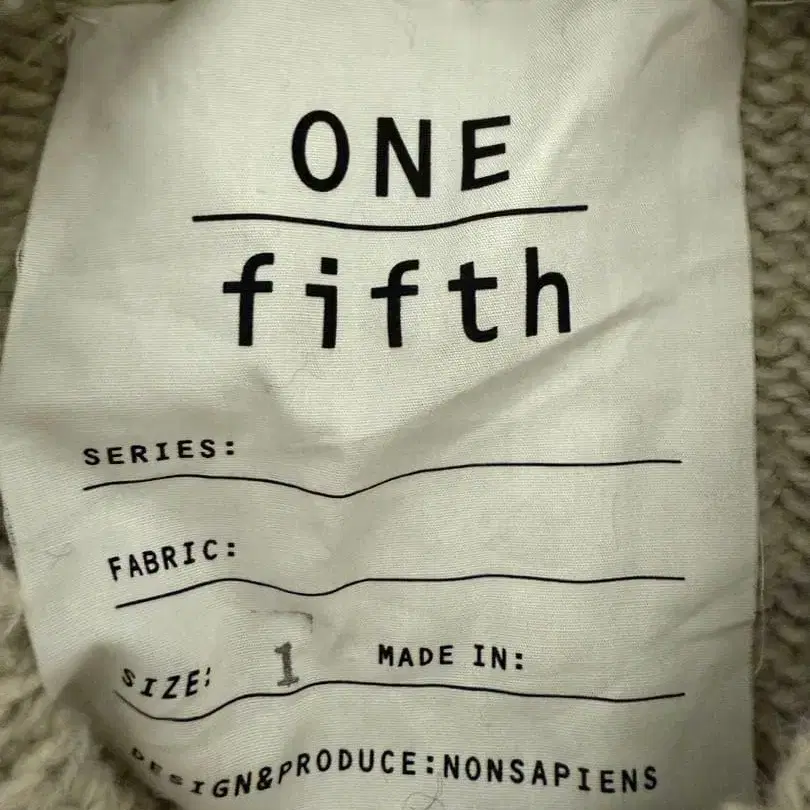 ONE
fifth
SERIES:
FABRIC:
SIZE: 1 MADE IN:
DESIGN&PRODUCE:NONSAPIENS